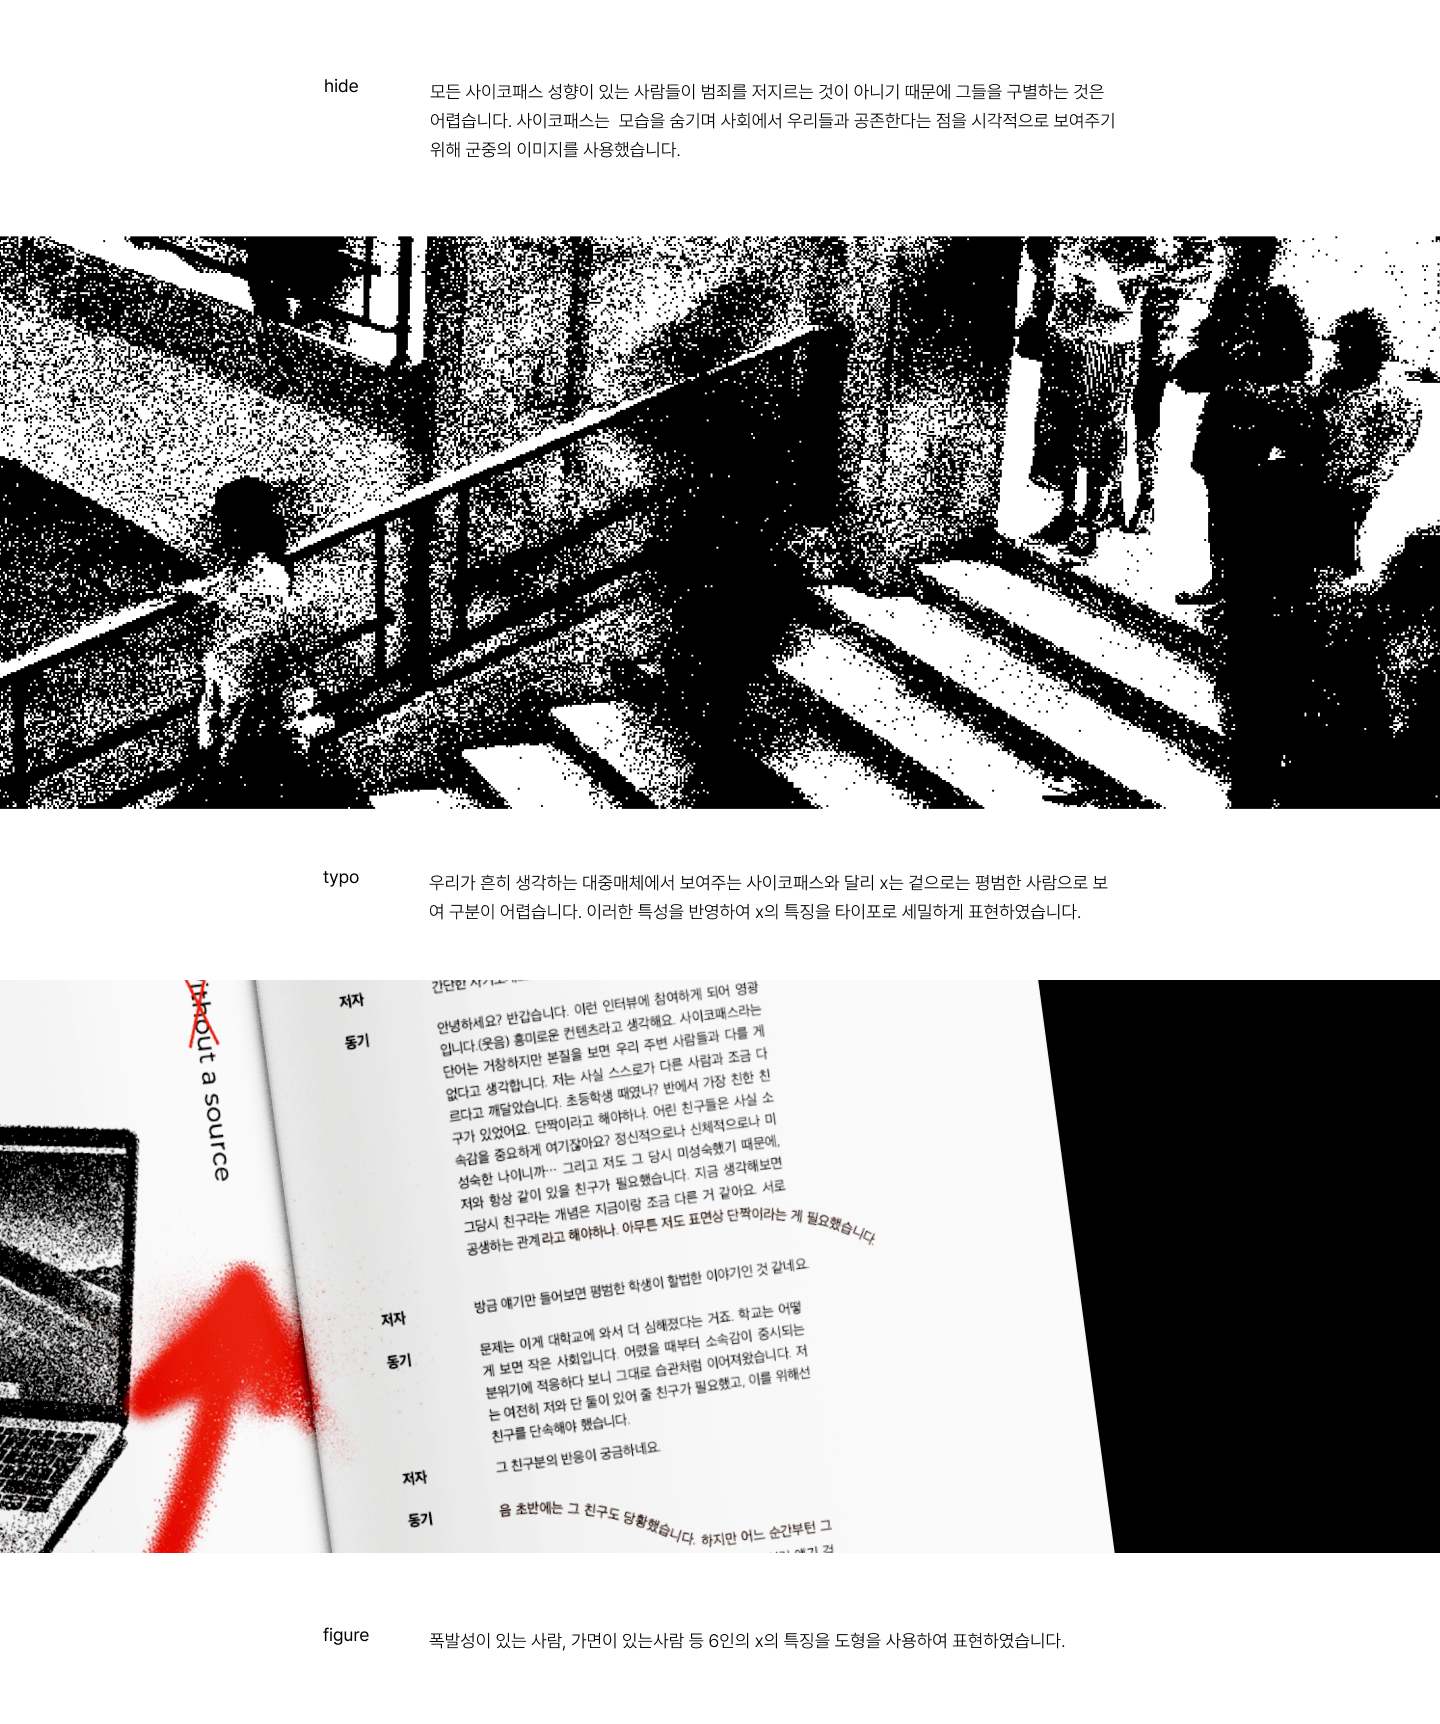 hide
모든 사이코패스 성향이 있는 사람들이 범죄를 저지르는 것이 아니기 때문에 그들을 구별하는 것은
어렵습니다. 사이코패스는 모습을 숨기며 사회에서 우리들과 공존한다는 점을 시각적으로 보여주기
위해 군중의 이미지를 사용했습니다.
typo
우리가 흔히 생각하는 대중매체에서 보여주는 사이코패스와 달리 x는 겉으로는 평범한 사람으로 보
여 구분이 어렵습니다. 이러한 특성을 반영하여 x의 특징을 타이포로 세밀하게 표현하였습니다.
ithout a source
저자
간단한
동기
안녕하세요? 반갑습니다. 이런 인터뷰에 참여하게 되어 영광
입니다.(웃음) 흥미로운 컨텐츠라고 생각해요. 사이코패스라는
단어는 거창하지만 본질을 보면 우리 주변 사람들과 다를 게
없다고 생각합니다. 저는 사실 스스로가 다른 사람과 조금 다
르다고 깨달았습니다. 초등학생 때였나? 반에서 가장 친한 친
구가 있었어요. 단짝이라고 해야하나. 어린 친구들은 사실 소
속감을 중요하게 여기잖아요? 정신적으로나 신체적으로나 미
성숙한 나이니까… 그리고 저도 그 당시 미성숙했기 때문에,
저와 항상 같이 있을 친구가 필요했습니다. 지금 생각해보면
그당시 친구라는 개념은 지금이랑 조금 다른 거 같아요. 서로
공생하는 관계라고 해야하나. 아무튼 저도 표면상 단짝이라는 게 필요했습니다.
저자
방금 얘기만 들어보면 평범한 학생이 할법한 이야기인 것 같네요.
동기
문제는 이게 대학교에 와서 더 심해졌다는 거죠. 학교는 어떻
게 보면 작은 사회입니다. 어렸을 때부터 소속감이 중시되는
분위기에 적응하다 보니 그대로 습관처럼 이어져왔습니다. 저
는 여전히 저와 단 둘이 있어 줄 친구가 필요했고, 이를 위해선
친구를 단속해야 했습니다.
저자
그 친구분의 반응이 궁금하네요.
동기
음 초반에는 그 친구도 당황했습니다. 하지만 어느 순간부턴 그
figure
폭발성이 있는 사람, 가면이 있는사람 등 6인의 x의 특징을 도형을 사용하여 표현하였습니다.